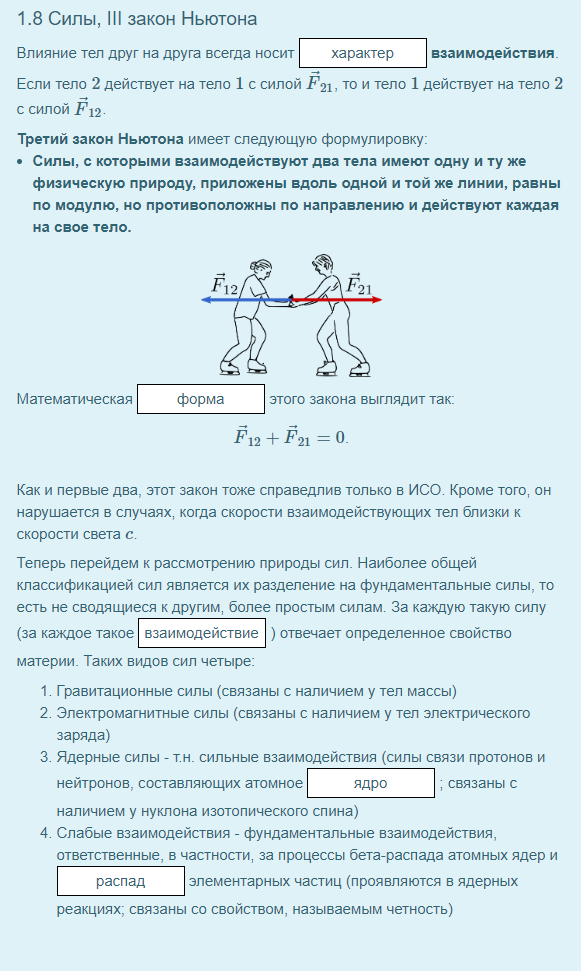 1.8 Силы, III закон Ньютона
Влияние тел друг на друга всегда носит характер взаимодействия.
Если тело 2 действует на тело 1 с силой F⃗₂₁, то и тело 1 действует на тело 2
с силой F⃗₁₂.
Третий закон Ньютона имеет следующую формулировку:
• Силы, с которыми взаимодействуют два тела имеют одну и ту же
физическую природу, приложены вдоль одной и той же линии, равны
по модулю, но противоположны по направлению и действуют каждая
на свое тело.
F⃗₁₂ F⃗₂₁
Математическая форма этого закона выглядит так:
F⃗₁₂ + F⃗₂₁ = 0.
Как и первые два, этот закон тоже справедлив только в ИСО. Кроме того, он
нарушается в случаях, когда скорости взаимодействующих тел близки к
скорости света c.
Теперь перейдем к рассмотрению природы сил. Наиболее общей
классификацией сил является их разделение на фундаментальные силы, то
есть не сводящиеся к другим, более простым силам. За каждую такую силу
(за каждое такое взаимодействие ) отвечает определенное свойство
материи. Таких видов сил четыре:
1. Гравитационные силы (связаны с наличием у тел массы)
2. Электромагнитные силы (связаны с наличием у тел электрического
заряда)
3. Ядерные силы - т.н. сильные взаимодействия (силы связи протонов и
нейтронов, составляющих атомное ядро ; связаны с
наличием у нуклона изотопического спина)
4. Слабые взаимодействия - фундаментальные взаимодействия,
ответственные, в частности, за процессы бета-распада атомных ядер и
распад элементарных частиц (проявляются в ядерных
реакциях; связаны со свойством, называемым четность)